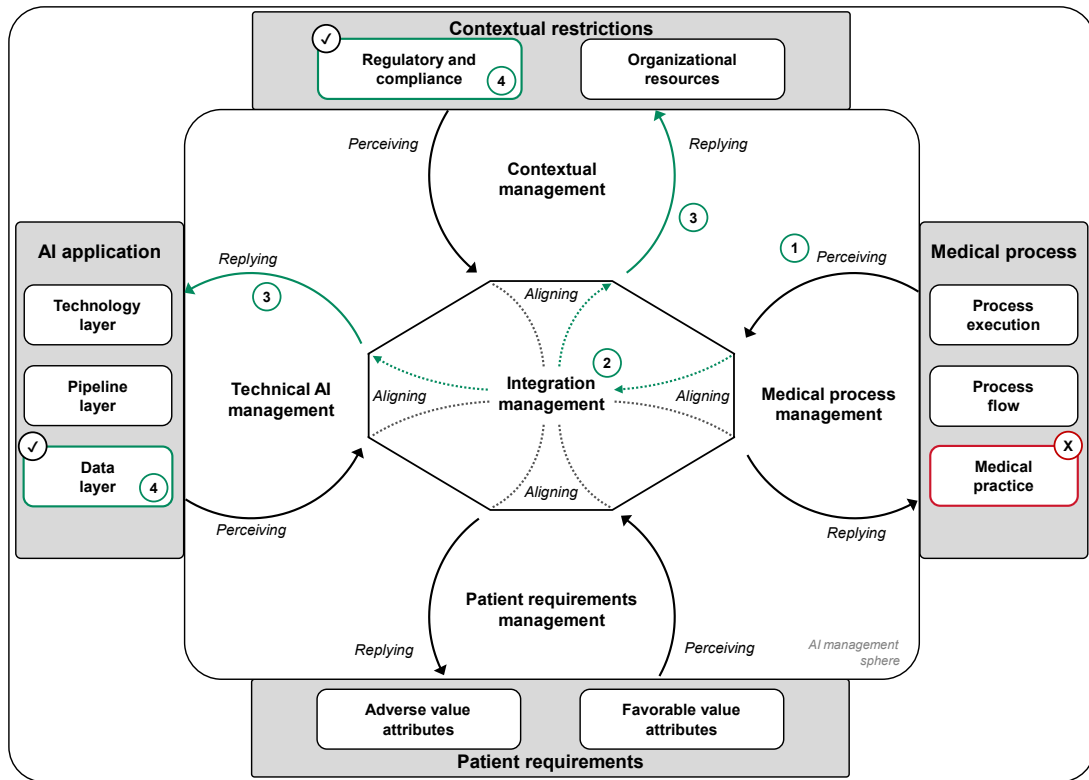 Contextual restrictions
✓
Regulatory and
compliance
4
Organizational
resources
Perceiving
Replying
Contextual
management
3
AI application
Technology
layer
Pipeline
layer
✓
Data
layer
4
Replying
3
1
Perceiving
Medical process
Process
execution
Process
flow
X
Medical
practice
Aligning
2
Technical AI
management
Aligning
Integration
management
Aligning
Medical process
management
Aligning
Perceiving
Replying
Patient requirements
management
Replying
Perceiving
AI management
sphere
Adverse value
attributes
Favorable value
attributes
Patient requirements